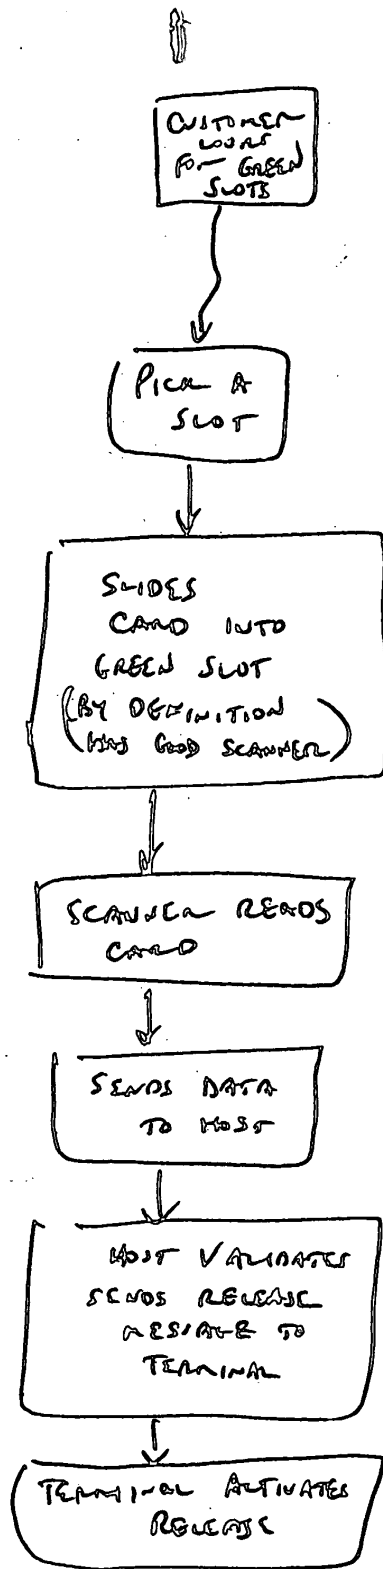 CUSTOMER
LOOKS
FOR GREEN
SLOTS
PICK A
SLOT
SLIDES
CARD INTO
GREEN SLOT
(BY DEFINITION
HAS GOOD SCANNER)
SCANNER READS
CARD
SENDS DATA
TO HOST
HOST VALIDATES
SENDS RELEASE
MESSAGE TO
TERMINAL
TERMINAL ACTIVATES
RELEASE